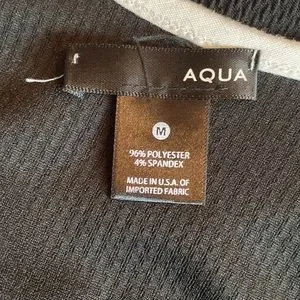 AQUA
M
96% POLYESTER
4% SPANDEX
MADE IN U.S.A. OF
IMPORTED FABRIC